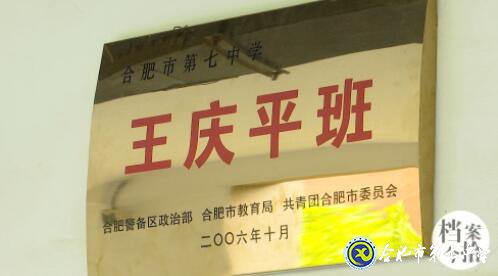 合肥市第七中学
王庆平班
合肥警备区政治部 合肥市教育局 共青团合肥市委员会
二〇〇六年十月
档案